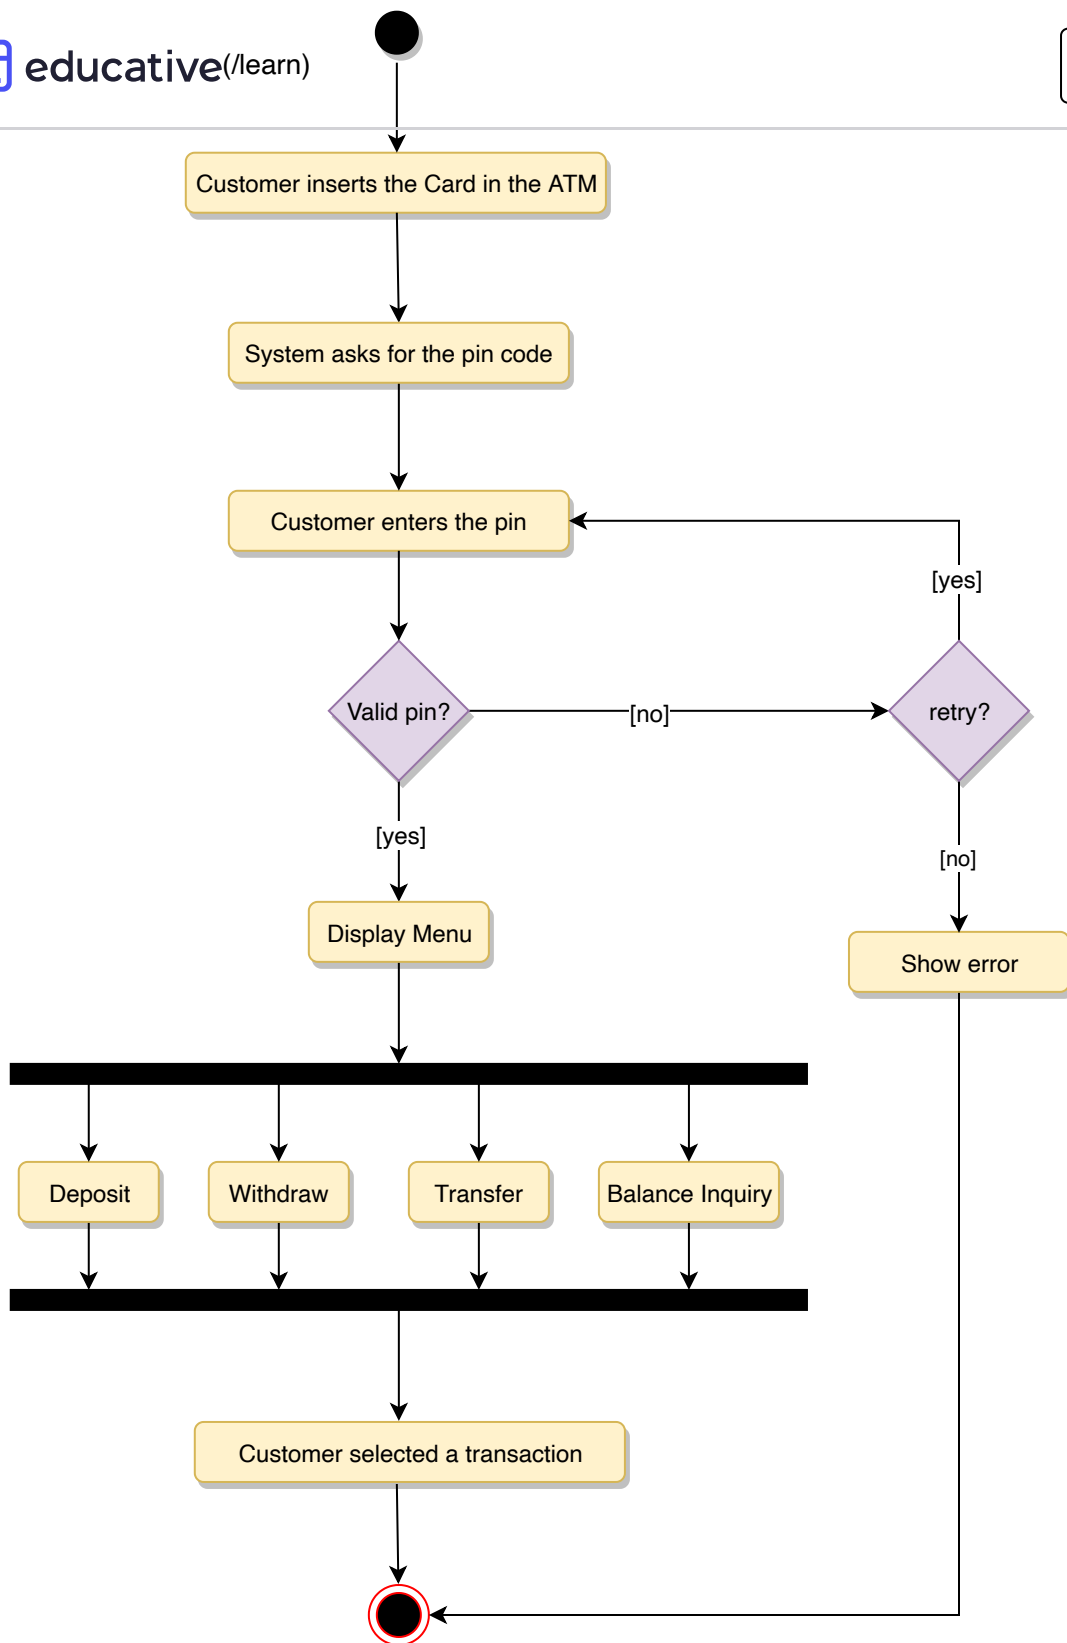 educative(/learn)
Customer inserts the Card in the ATM
System asks for the pin code
Customer enters the pin
[yes]
Valid pin?
[no]
retry?
[yes]
[no]
Display Menu
Show error
Deposit
Withdraw
Transfer
Balance Inquiry
Customer selected a transaction